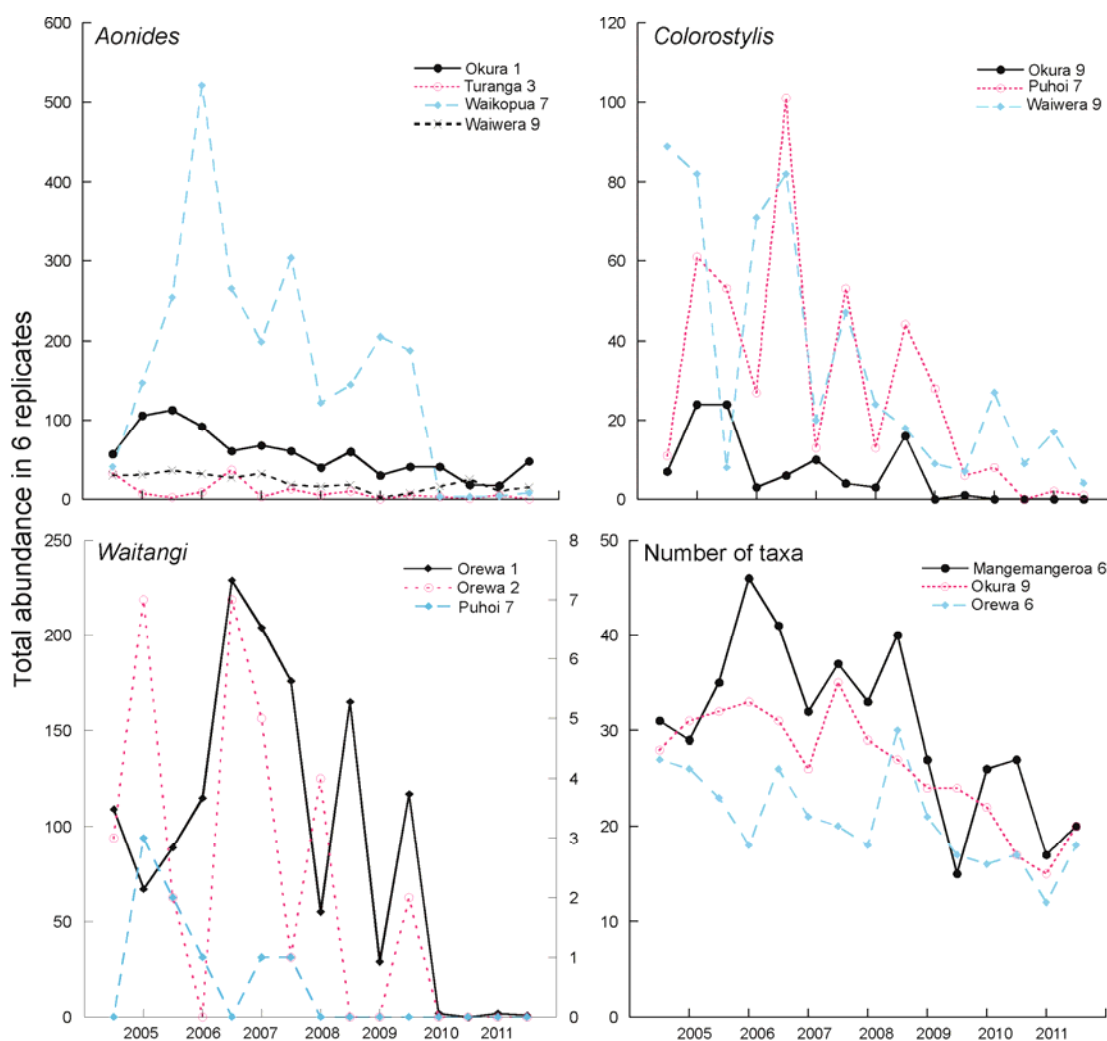 Total abundance in 6 replicates
Aonides
600
500
400
300
200
100
0
Okura 1
Turanga 3
Waikopua 7
Waiwera 9
Colorostylis
120
100
80
60
40
20
0
Okura 9
Puhoi 7
Waiwera 9
Waitangi
250
200
150
100
50
0
Orewa 1
Orewa 2
Puhoi 7
8
7
6
5
4
3
2
1
0
2005 2006 2007 2008 2009 2010 2011
Number of taxa
50
40
30
20
10
0
Mangemangeroa 6
Okura 9
Orewa 6
2005 2006 2007 2008 2009 2010 2011